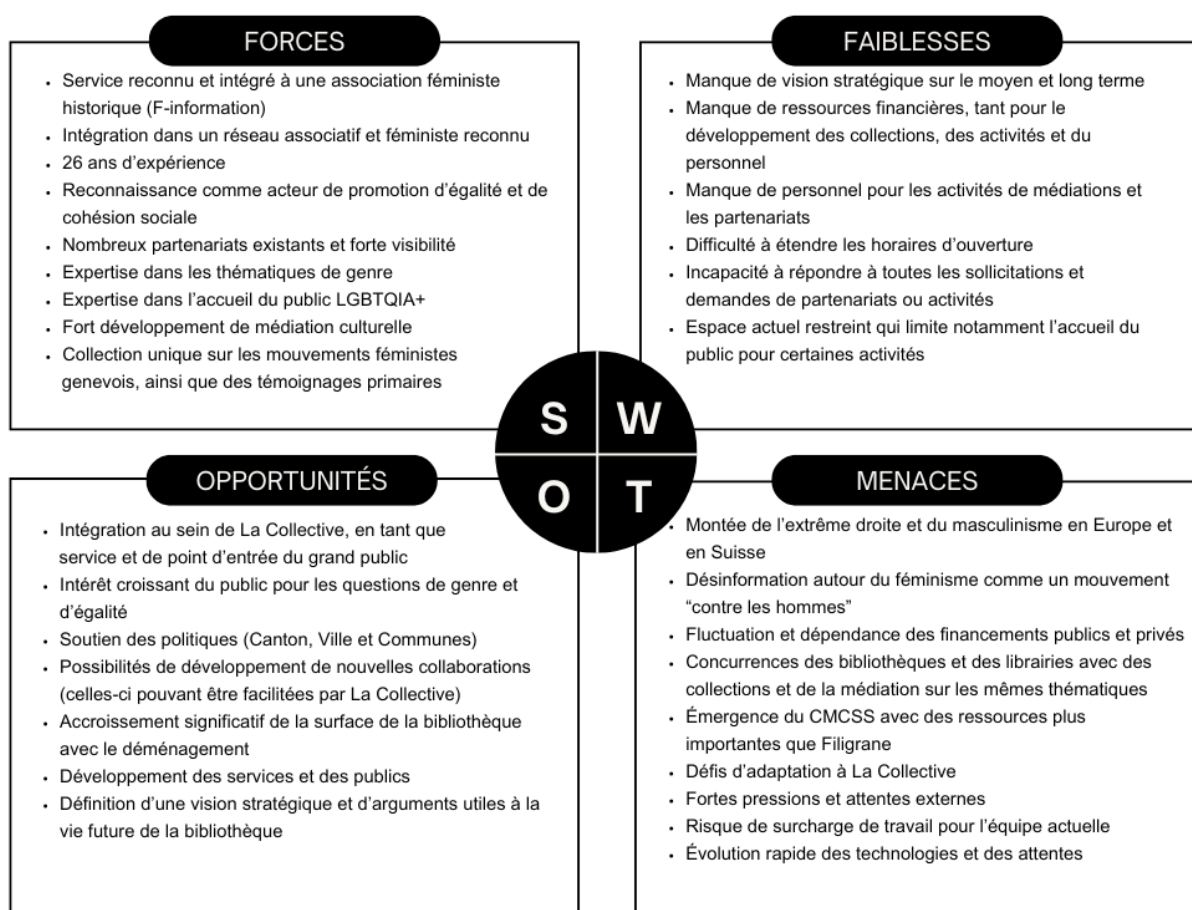 FORCES
Service reconnu et intégré à une association féministe
historique (F-information)
Intégration dans un réseau associatif et féministe reconnu
26 ans d’expérience
Reconnaissance comme acteur de promotion d’égalité et de
cohésion sociale
Nombreux partenariats existants et forte visibilité
Expertise dans les thématiques de genre
Expertise dans l’accueil du public LGBTQIA+
Fort développement de médiation culturelle
Collection unique sur les mouvements féministes
genevois, ainsi que des témoignages primaires
FAIBLESSES
Manque de vision stratégique sur le moyen et long terme
Manque de ressources financières, tant pour le
développement des collections, des activités et du
personnel
Manque de personnel pour les activités de médiations et
les partenariats
Difficulté à étendre les horaires d’ouverture
Incapacité à répondre à toutes les sollicitations et
demandes de partenariats ou activités
Espace actuel restreint qui limite notamment l’accueil du
public pour certaines activités
S W
O T
OPPORTUNITÉS
Intégration au sein de La Collective, en tant que
service et de point d’entrée du grand public
Intérêt croissant du public pour les questions de genre et
d’égalité
Soutien des politiques (Canton, Ville et Communes)
Possibilités de développement de nouvelles collaborations
(celles-ci pouvant être facilitées par La Collective)
Accroissement significatif de la surface de la bibliothèque
avec le déménagement
Développement des services et des publics
Définition d’une vision stratégique et d’arguments utiles à la
vie future de la bibliothèque
MENACES
Montée de l’extrême droite et du masculinisme en Europe et
en Suisse
Désinformation autour du féminisme comme un mouvement
“contre les hommes”
Fluctuation et dépendance des financements publics et privés
Concurrences des bibliothèques et des librairies avec des
collections et de la médiation sur les mêmes thématiques
Émergence du CMCSS avec des ressources plus
importantes que Filigrane
Défis d’adaptation à La Collective
Fortes pressions et attentes externes
Risque de surcharge de travail pour l’équipe actuelle
Évolution rapide des technologies et des attentes